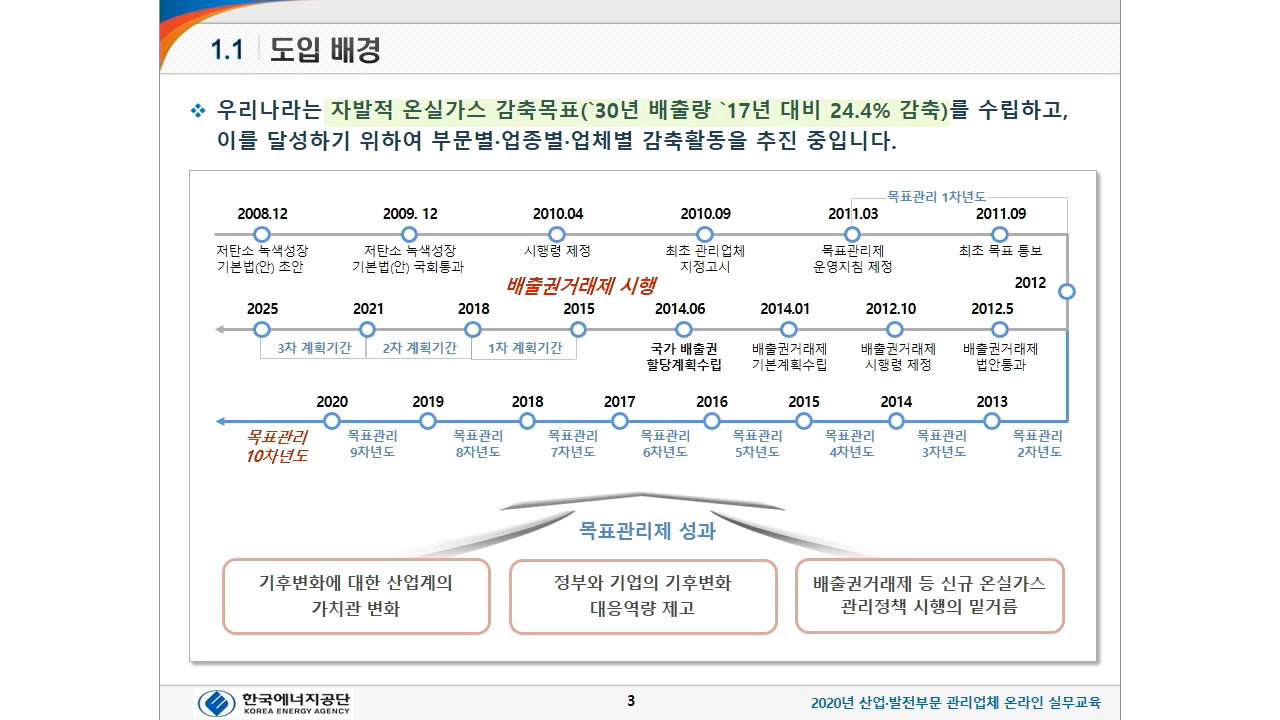 1.1 도입 배경
❖ 우리나라는 자발적 온실가스 감축목표(`30년 배출량 `17년 대비 24.4% 감축)를 수립하고,
이를 달성하기 위하여 부문별·업종별·업체별 감축활동을 추진 중입니다.
목표관리 1차년도
2008.12 2009. 12 2010.04 2010.09 2011.03 2011.09
저탄소 녹색성장 저탄소 녹색성장 시행령 제정 최초 관리업체 목표관리제 최초 목표 통보
기본법(안) 초안 기본법(안) 국회통과 지정고시 운영지침 제정
배출권거래제 시행
2012
2025 2021 2018 2015 2014.06 2014.01 2012.10 2012.5
3차 계획기간 2차 계획기간 1차 계획기간 국가 배출권 배출권거래제 배출권거래제 배출권거래제
할당계획수립 기본계획수립 시행령 제정 법안통과
2020 2019 2018 2017 2016 2015 2014 2013
목표관리 목표관리 목표관리 목표관리 목표관리 목표관리 목표관리 목표관리 목표관리
10차년도 9차년도 8차년도 7차년도 6차년도 5차년도 4차년도 3차년도 2차년도
목표관리제 성과
기후변화에 대한 산업계의 정부와 기업의 기후변화 배출권거래제 등 신규 온실가스
가치관 변화 대응역량 제고 관리정책 시행의 밑거름
한국에너지공단
KOREA ENERGY AGENCY
3
2020년 산업·발전부문 관리업체 온라인 실무교육